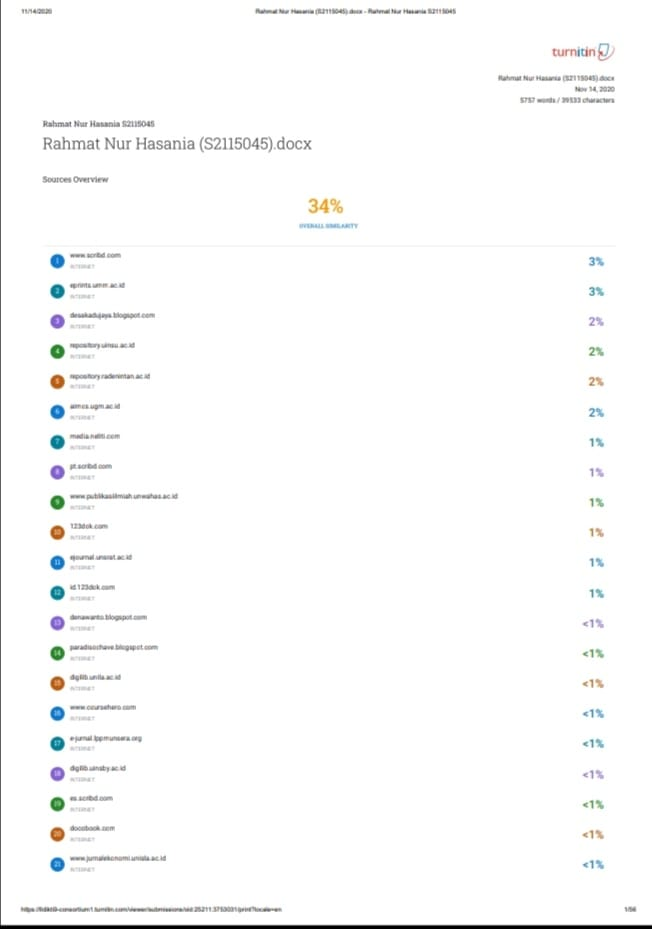 11/14/2020
Rahmat Nur Hasania (S2115045).docx - Rahmat Nur Hasania S2115045
turnitin
Rahmat Nur Hasania (S2115045).docx
Nov 14, 2020
5757 words / 39533 characters
Rahmat Nur Hasania S2115045
Rahmat Nur Hasania (S2115045).docx
Sources Overview
34%
OVERALL SIMILARITY
1 www.scribd.com 3%
INTERNET
2 eprints.umm.ac.id 3%
INTERNET
3 desakadujaya.blogspot.com 2%
INTERNET
4 repository.uinsu.ac.id 2%
INTERNET
5 repository.radenintan.ac.id 2%
INTERNET
6 2%
INTERNET
7 media.neliti.com 1%
INTERNET
8 pt.scribd.com 1%
INTERNET
9 www.publikasiilmiah.unwahas.ac.id 1%
INTERNET
10 123dok.com 1%
INTERNET
11 ejournal.unsrat.ac.id 1%
INTERNET
12 id.123dok.com 1%
INTERNET
13 denawanto.blogspot.com <1%
INTERNET
14 paradisochave.blogspot.com <1%
INTERNET
15 digilib.unila.ac.id <1%
INTERNET
16 www.coursehero.com <1%
INTERNET
17 e-jurnal.lppmunsera.org <1%
INTERNET
18 digilib.uinsby.ac.id <1%
INTERNET
19 es.scribd.com <1%
INTERNET
20 docobook.com <1%
INTERNET
21 www.jurnalekonomi.unisla.ac.id <1%
INTERNET
1/56